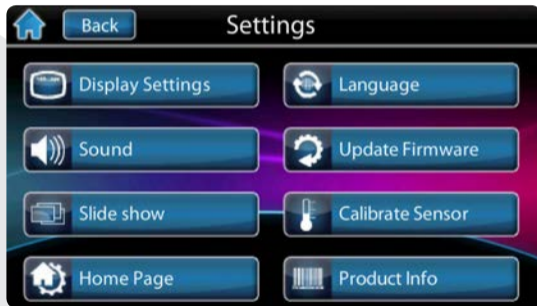 Back
Settings
Display Settings
Language
Sound
Update Firmware
Slide show
Calibrate Sensor
Home Page
Product Info